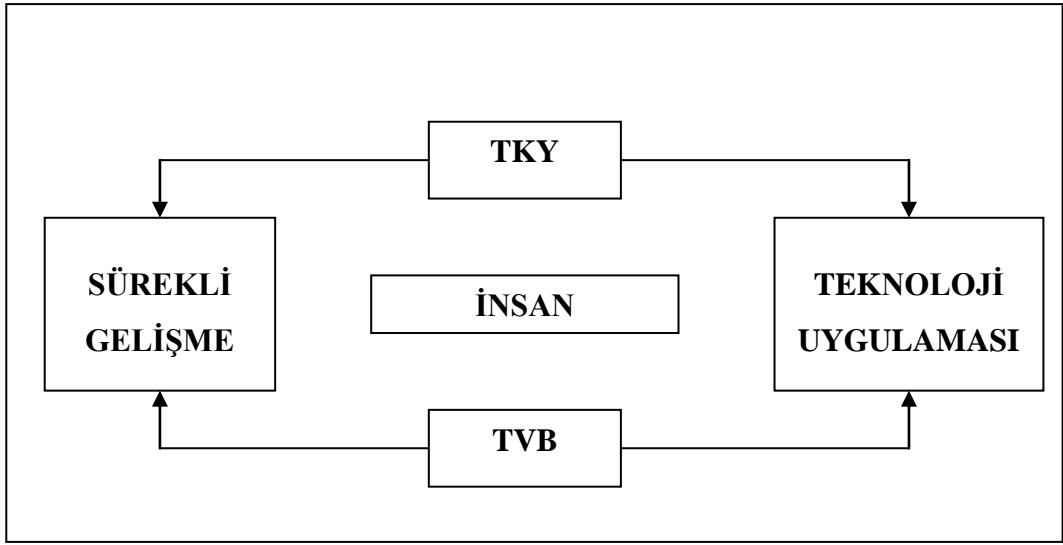 TKY
SÜREKLİ
GELİŞME
İNSAN
TEKNOLOJİ
UYGULAMASI
TVB